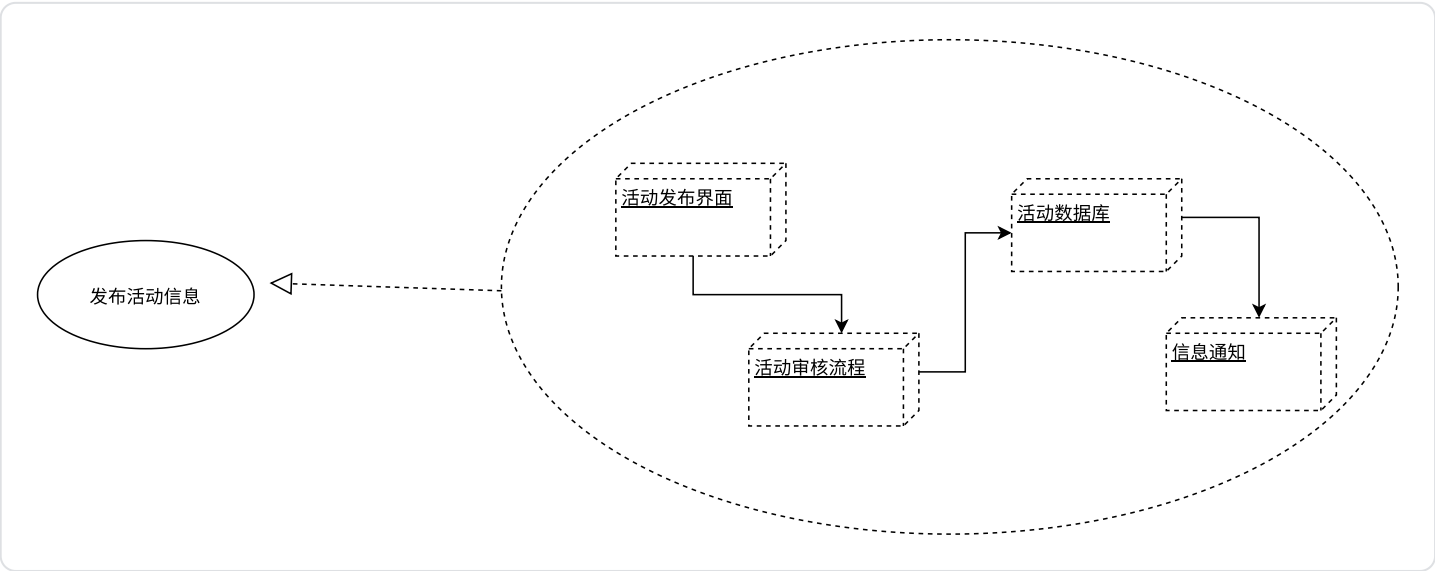 发布活动信息
活动发布界面
活动审核流程
活动数据库
信息通知